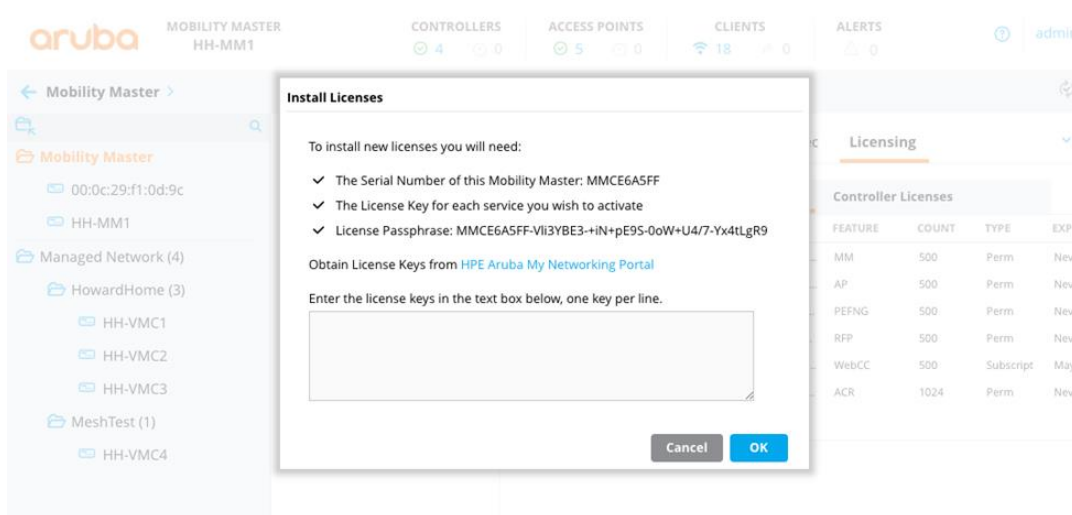 aruba
MOBILITY MASTER
HH-MM1
CONTROLLERS
4 0
ACCESS POINTS
5 0
CLIENTS
18 0
ALERTS
0
admin
Mobility Master
Mobility Master
00:0c:29:f1:0d:9c
HH-MM1
Managed Network (4)
HowardHome (3)
HH-VMC1
HH-VMC2
HH-VMC3
MeshTest (1)
HH-VMC4
Install Licenses
To install new licenses you will need:
The Serial Number of this Mobility Master: MMCE6A5FF
The License Key for each service you wish to activate
License Passphrase: MMCE6A5FF-Vli3YBE3-+iN+pE9S-0oW+U4/7-Yx4tLgR9
Obtain License Keys from HPE Aruba My Networking Portal
Enter the license keys in the text box below, one key per line.
Cancel OK
Licensing
Controller Licenses
FEATURE COUNT TYPE EXP
MM 500 Perm Nev
AP 500 Perm Nev
PEFNG 500 Perm Nev
RFP 500 Perm Nev
WebCC 500 Subscript May
ACR 1024 Perm Nev